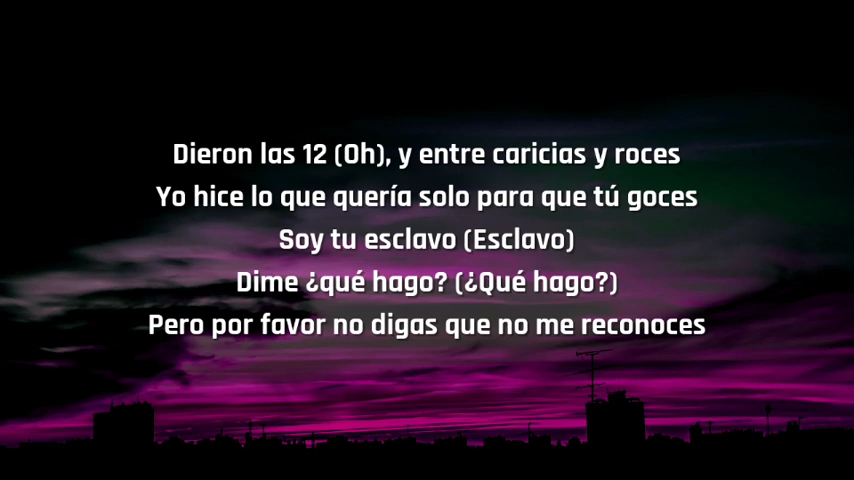 Dieron las 12 (Oh), y entre caricias y roces
Yo hice lo que quería solo para que tú goces
Soy tu esclavo (Esclavo)
Dime ¿qué hago? (¿Qué hago?)
Pero por favor no digas que no me reconoces